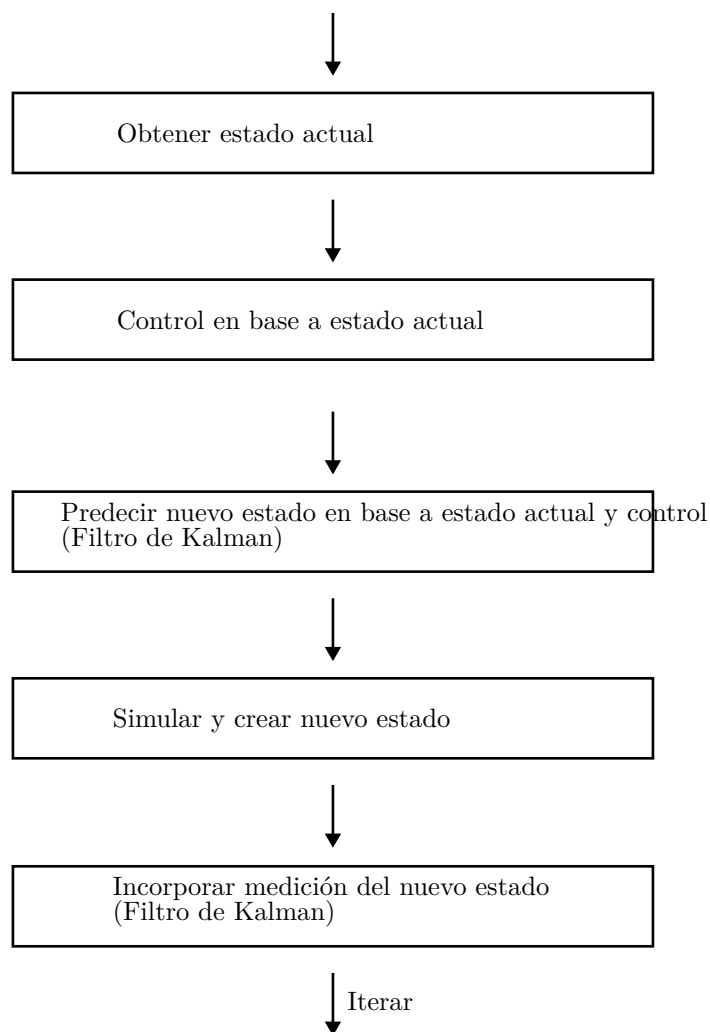 Obtener estado actual
Control en base a estado actual
Predecir nuevo estado en base a estado actual y control
(Filtro de Kalman)
Simular y crear nuevo estado
Incorporar medición del nuevo estado
(Filtro de Kalman)
Iterar